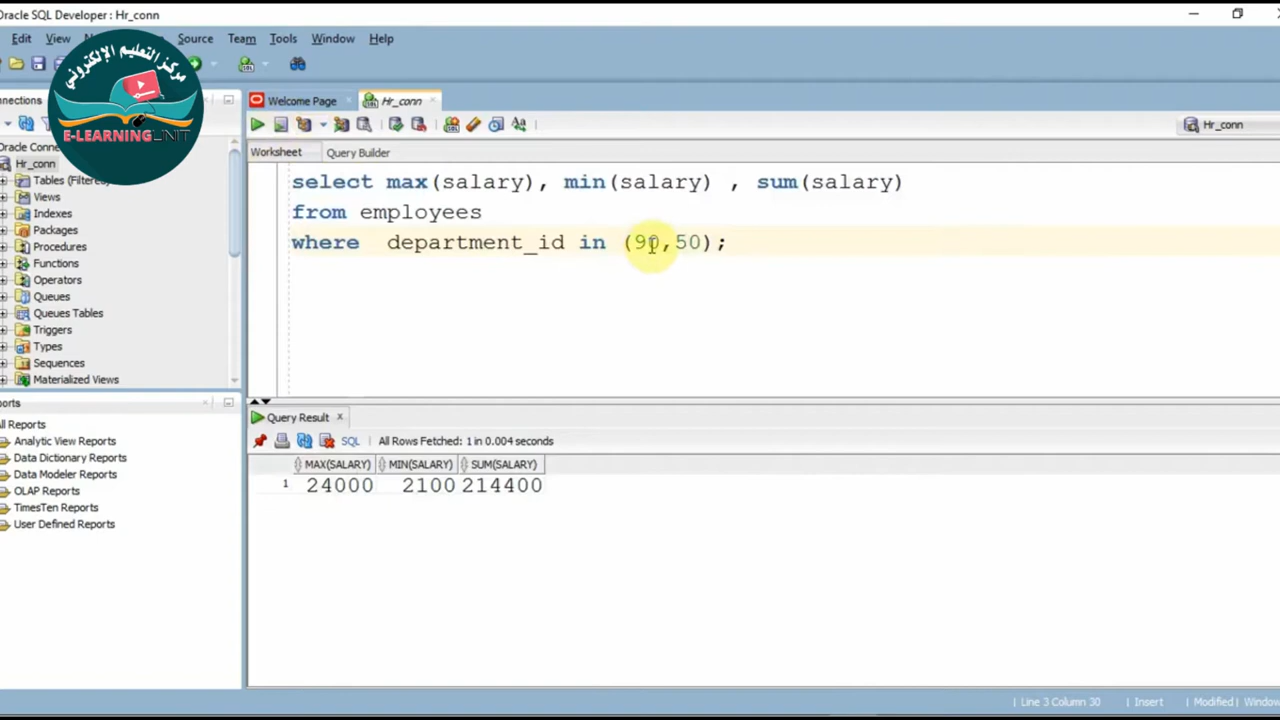 Oracle SQL Developer : Hr_conn
Edit View Source Team Tools Window Help
مركز التعليم الإلكتروني
E-LEARNING UNIT
Connections
Oracle Conne
Hr_conn
Tables (Filtere
Views
Indexes
Packages
Procedures
Functions
Operators
Queues
Queues Tables
Triggers
Types
Sequences
Materialized Views
ports
All Reports
Analytic View Reports
Data Dictionary Reports
Data Modeler Reports
OLAP Reports
TimesTen Reports
User Defined Reports
Welcome Page Hr_conn
Hr_conn
Worksheet Query Builder
select max(salary), min(salary) , sum(salary)
from employees
where department_id in (90,50);
Query Result
SQL | All Rows Fetched: 1 in 0.004 seconds
MAX(SALARY) MIN(SALARY) SUM(SALARY)
1 24000 2100 214400
Line 3 Column 30 | Insert | Modified | Window